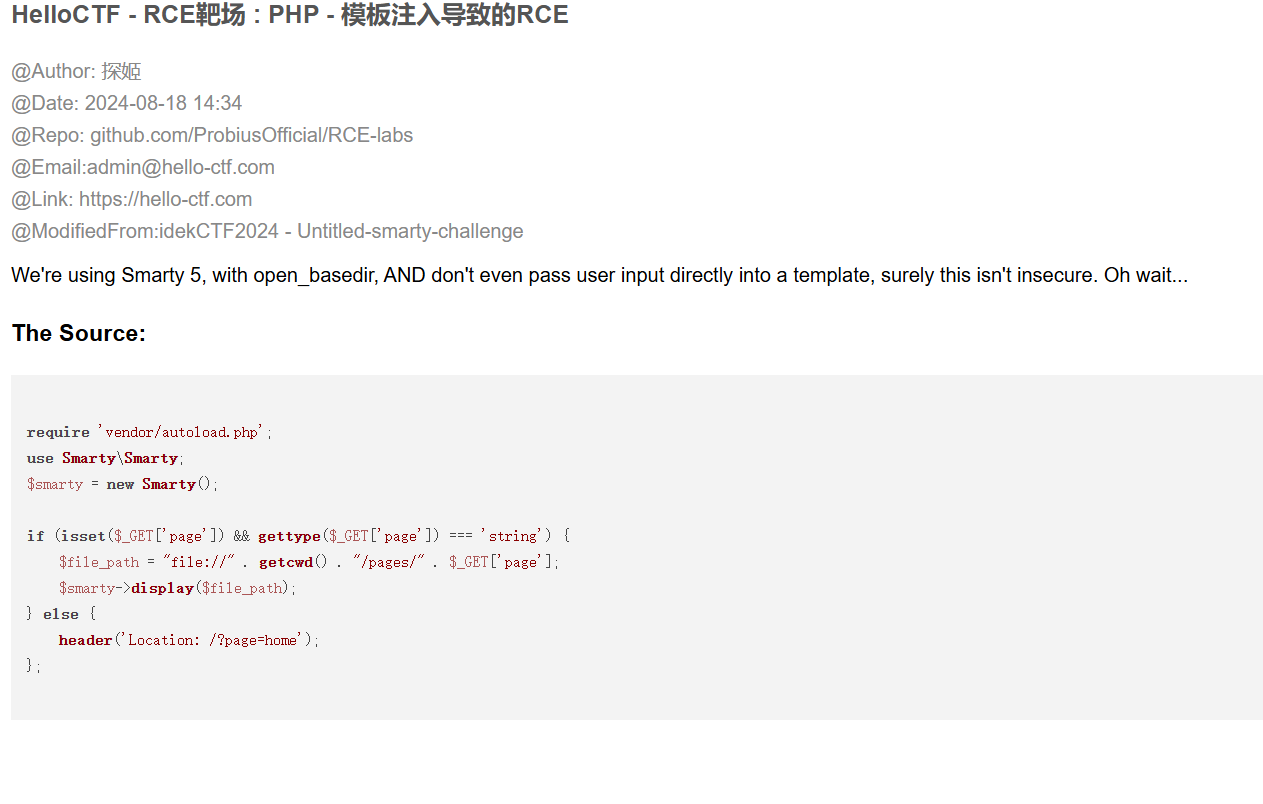 HelloCTF - RCE靶场 : PHP - 模板注入导致的RCE
@Author: 探姬
@Date: 2024-08-18 14:34
@Repo: github.com/ProbiusOfficial/RCE-labs
@Email:admin@hello-ctf.com
@Link: https://hello-ctf.com
@ModifiedFrom:idekCTF2024 - Untitled-smarty-challenge
We're using Smarty 5, with open_basedir, AND don't even pass user input directly into a template, surely this isn't insecure. Oh wait...
The Source:
require 'vendor/autoload.php';
use Smarty\Smarty;
$smarty = new Smarty();
if (isset($_GET['page']) && gettype($_GET['page']) === 'string') {
    $file_path = "file://" . getcwd() . "/pages/" . $_GET['page'];
    $smarty->display($file_path);
} else {
    header('Location: /?page=home');
};